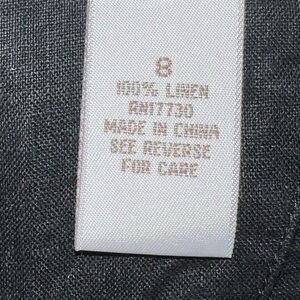 8
100% LINEN
RN17730
MADE IN CHINA
SEE REVERSE
FOR CARE